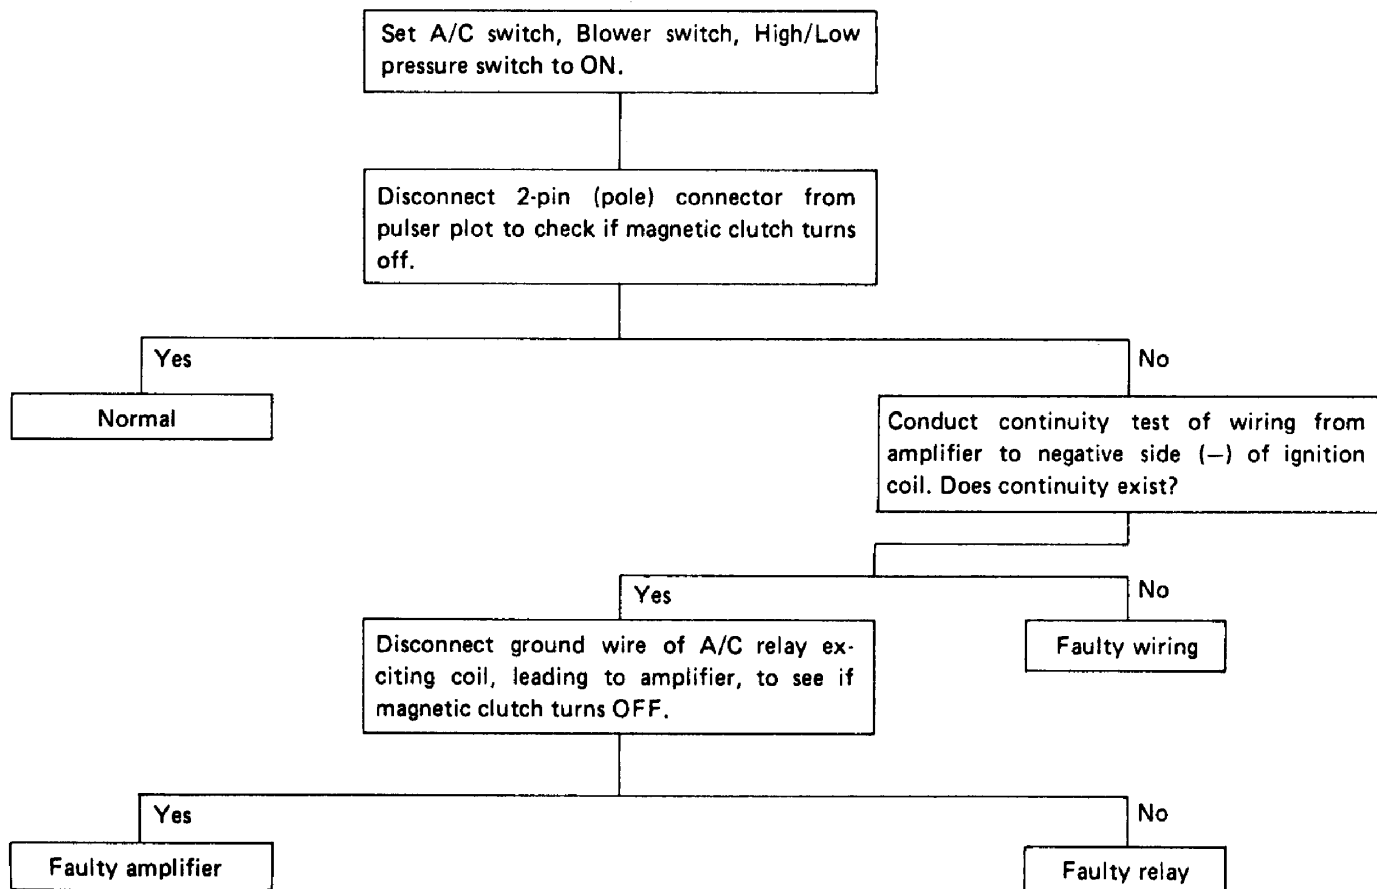 Set A/C switch, Blower switch, High/Low
pressure switch to ON.
Disconnect 2-pin (pole) connector from
pulser plot to check if magnetic clutch turns
off.
Yes
No
Normal
Conduct continuity test of wiring from
amplifier to negative side (—) of ignition
coil. Does continuity exist?
Yes
No
Disconnect ground wire of A/C relay ex-
citing coil, leading to amplifier, to see if
magnetic clutch turns OFF.
Faulty wiring
Yes
No
Faulty amplifier
Faulty relay